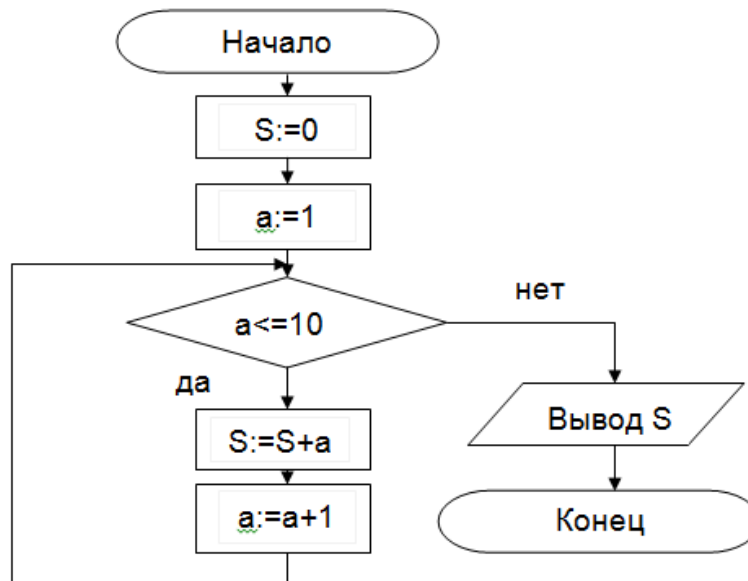 Начало
S:=0
a:=1
a<=10
нет
да
S:=S+a
a:=a+1
Вывод S
Конец